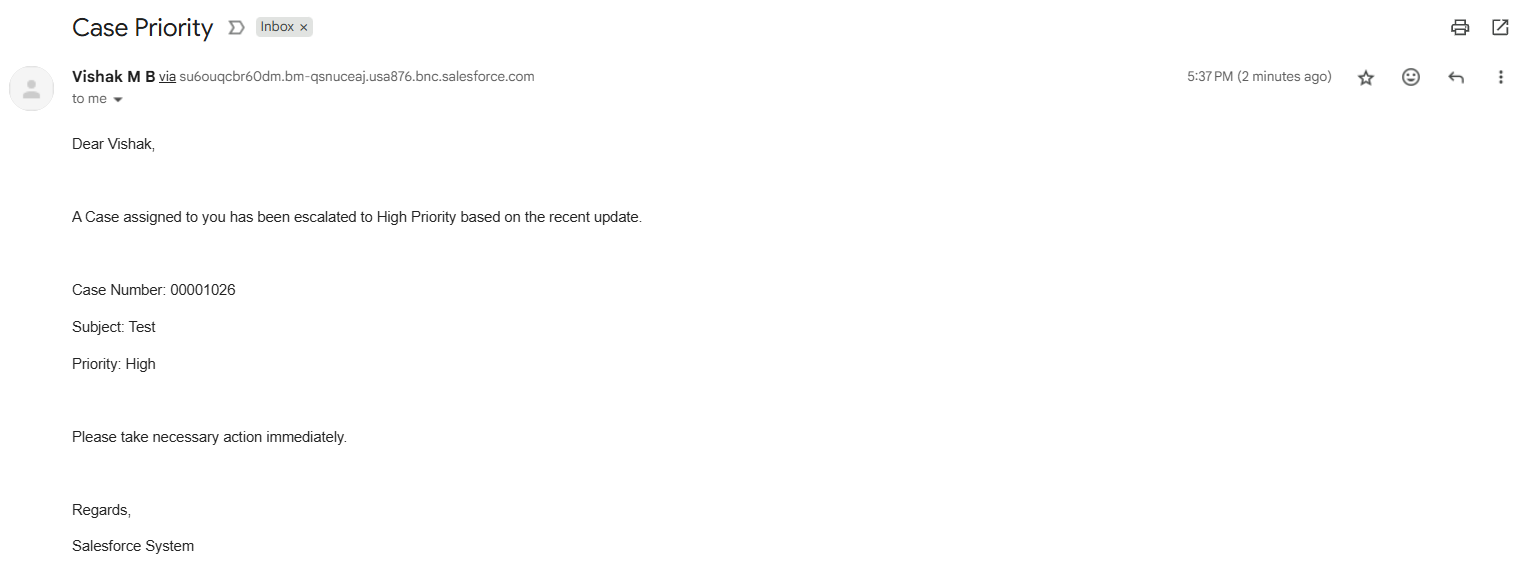 Case Priority Inbox ×
Vishak M B via su6ouqcbr60dm.bm-qsnuceaj.usa876.bnc.salesforce.com 5:37 PM (2 minutes ago)
to me
Dear Vishak,
A Case assigned to you has been escalated to High Priority based on the recent update.
Case Number: 00001026
Subject: Test
Priority: High
Please take necessary action immediately.
Regards,
Salesforce System